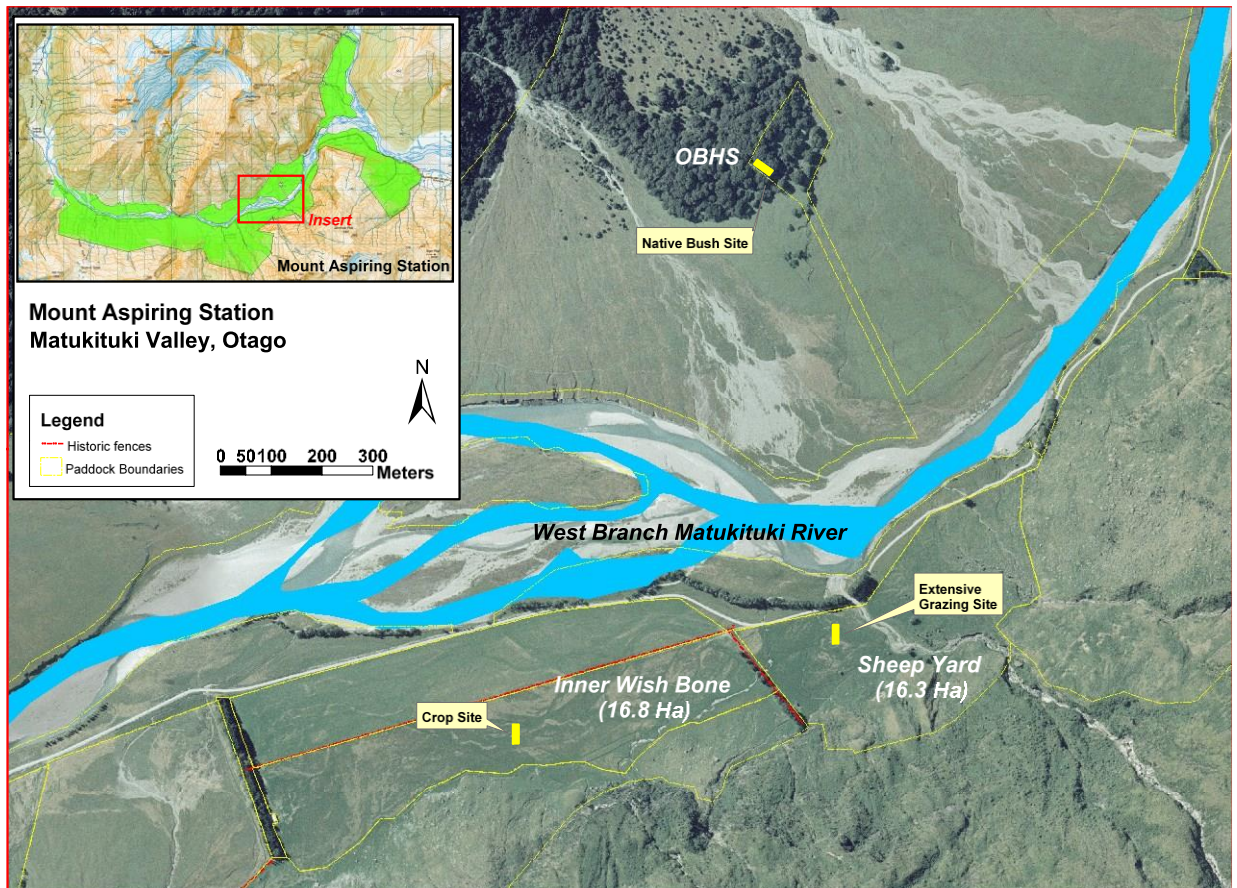 Insert
Mount Aspiring Station
Mount Aspiring Station
Matukituki Valley, Otago
N
Legend
Historic fences
Paddock Boundaries
0 50 100 200 300
Meters
OBHS
Native Bush Site
West Branch Matukituki River
Extensive
Grazing Site
Sheep Yard
(16.3 Ha)
Inner Wish Bone
(16.8 Ha)
Crop Site